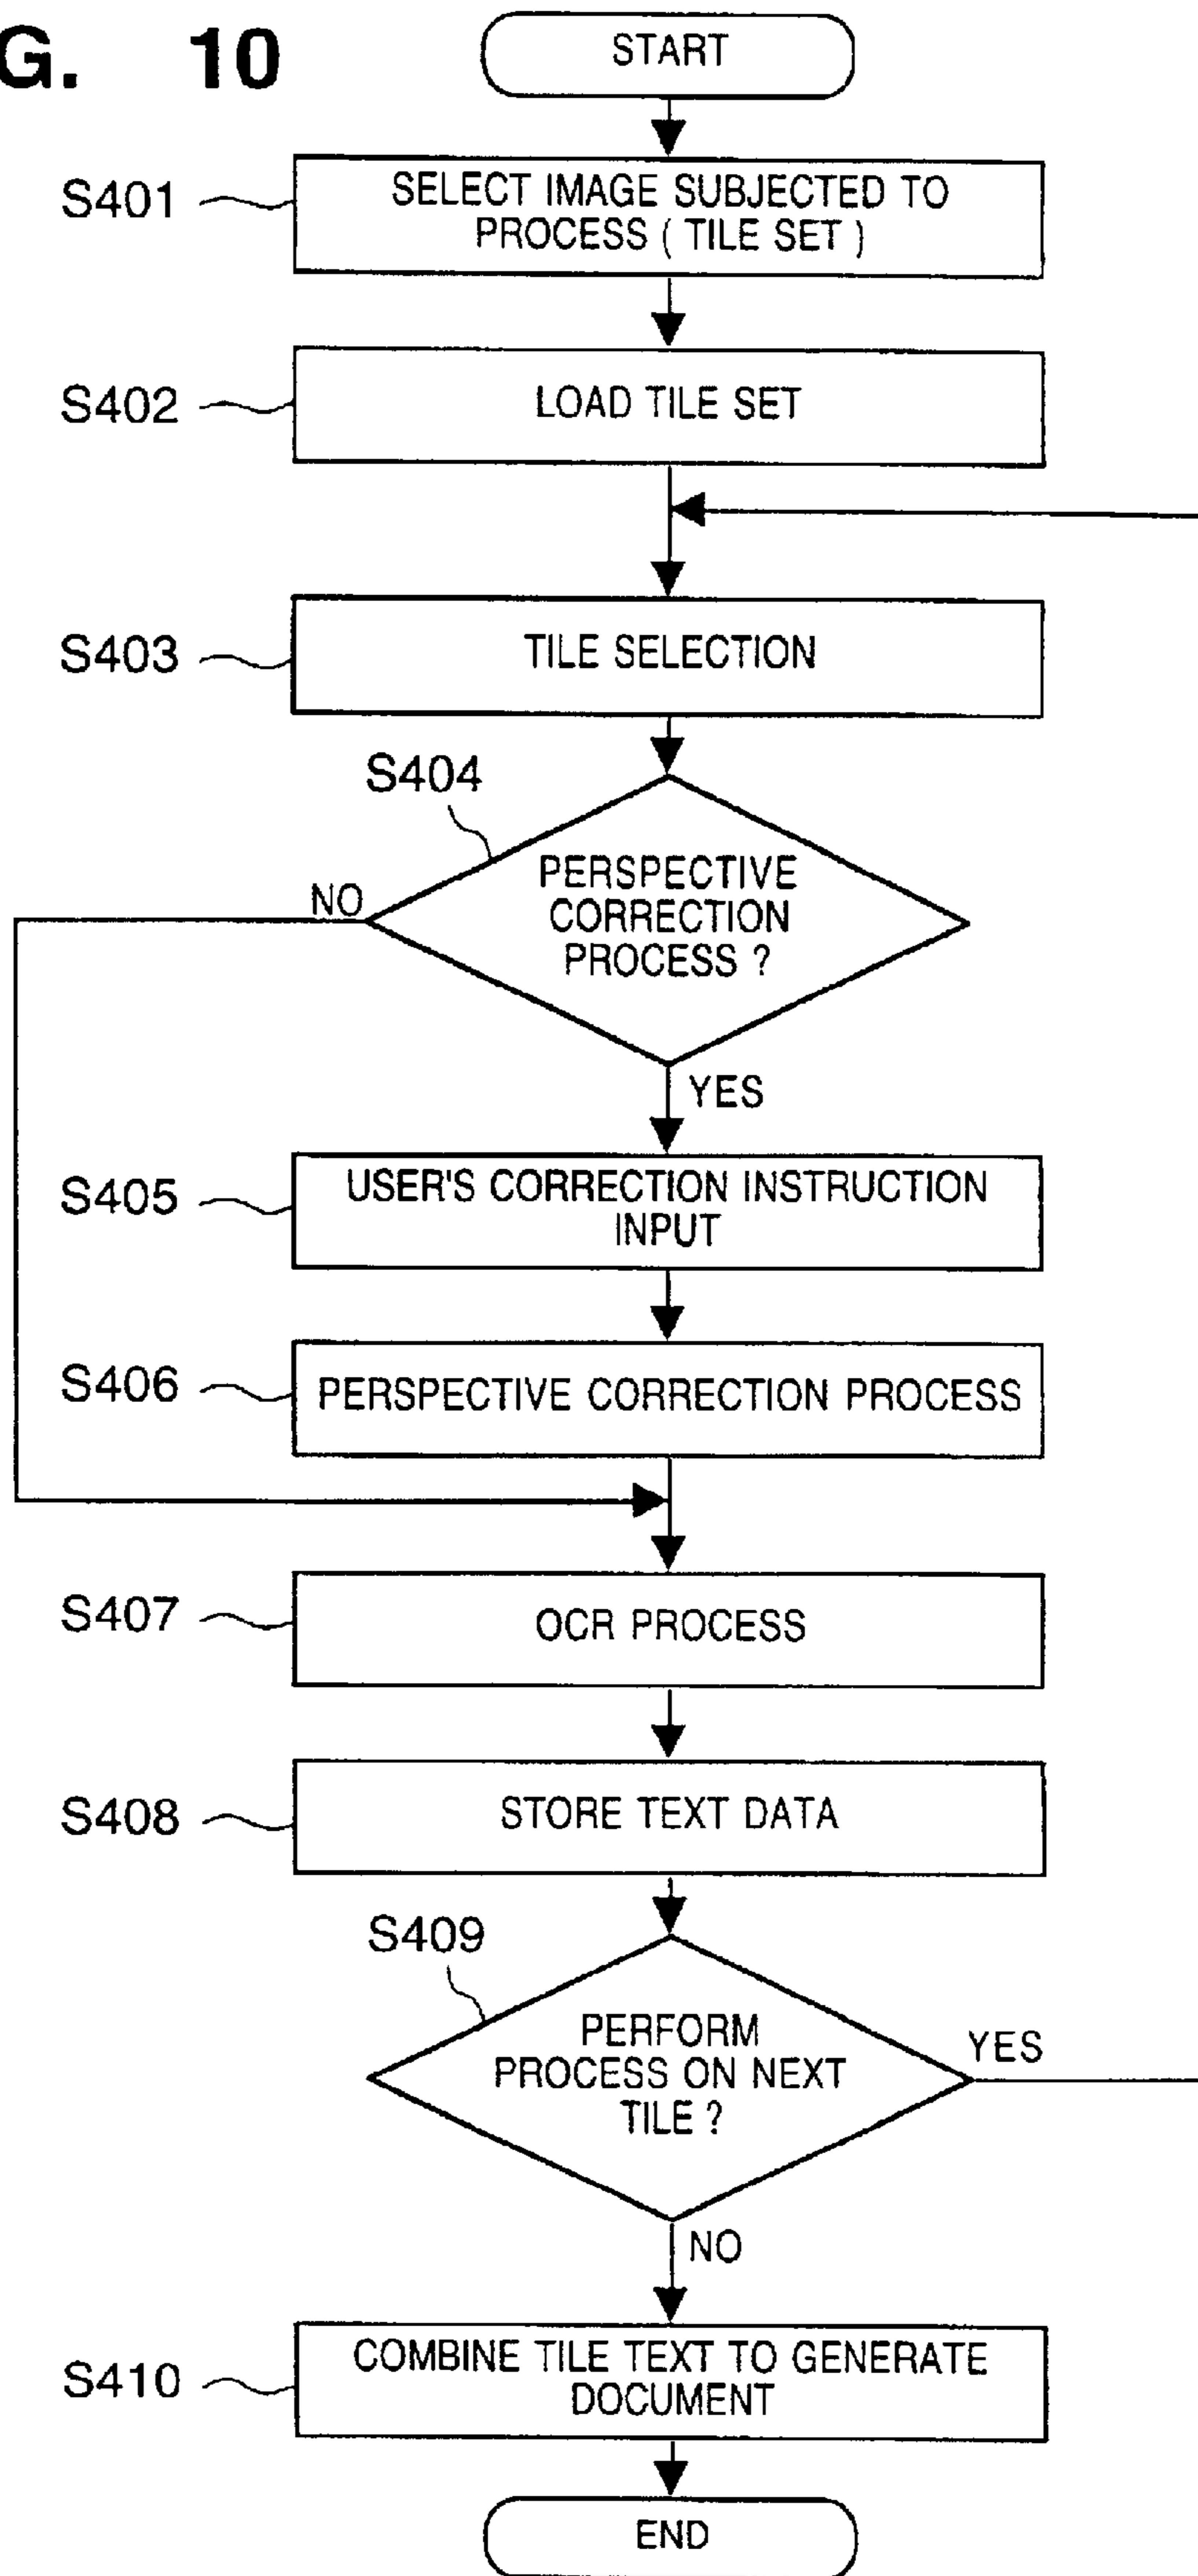 G. 10
START
S401
SELECT IMAGE SUBJECTED TO
PROCESS ( TILE SET )
S402
LOAD TILE SET
S403
TILE SELECTION
S404
PERSPECTIVE
CORRECTION
PROCESS ?
NO
YES
S405
USER'S CORRECTION INSTRUCTION
INPUT
S406
PERSPECTIVE CORRECTION PROCESS
S407
OCR PROCESS
S408
STORE TEXT DATA
S409
PERFORM
PROCESS ON NEXT
TILE ?
YES
NO
S410
COMBINE TILE TEXT TO GENERATE
DOCUMENT
END